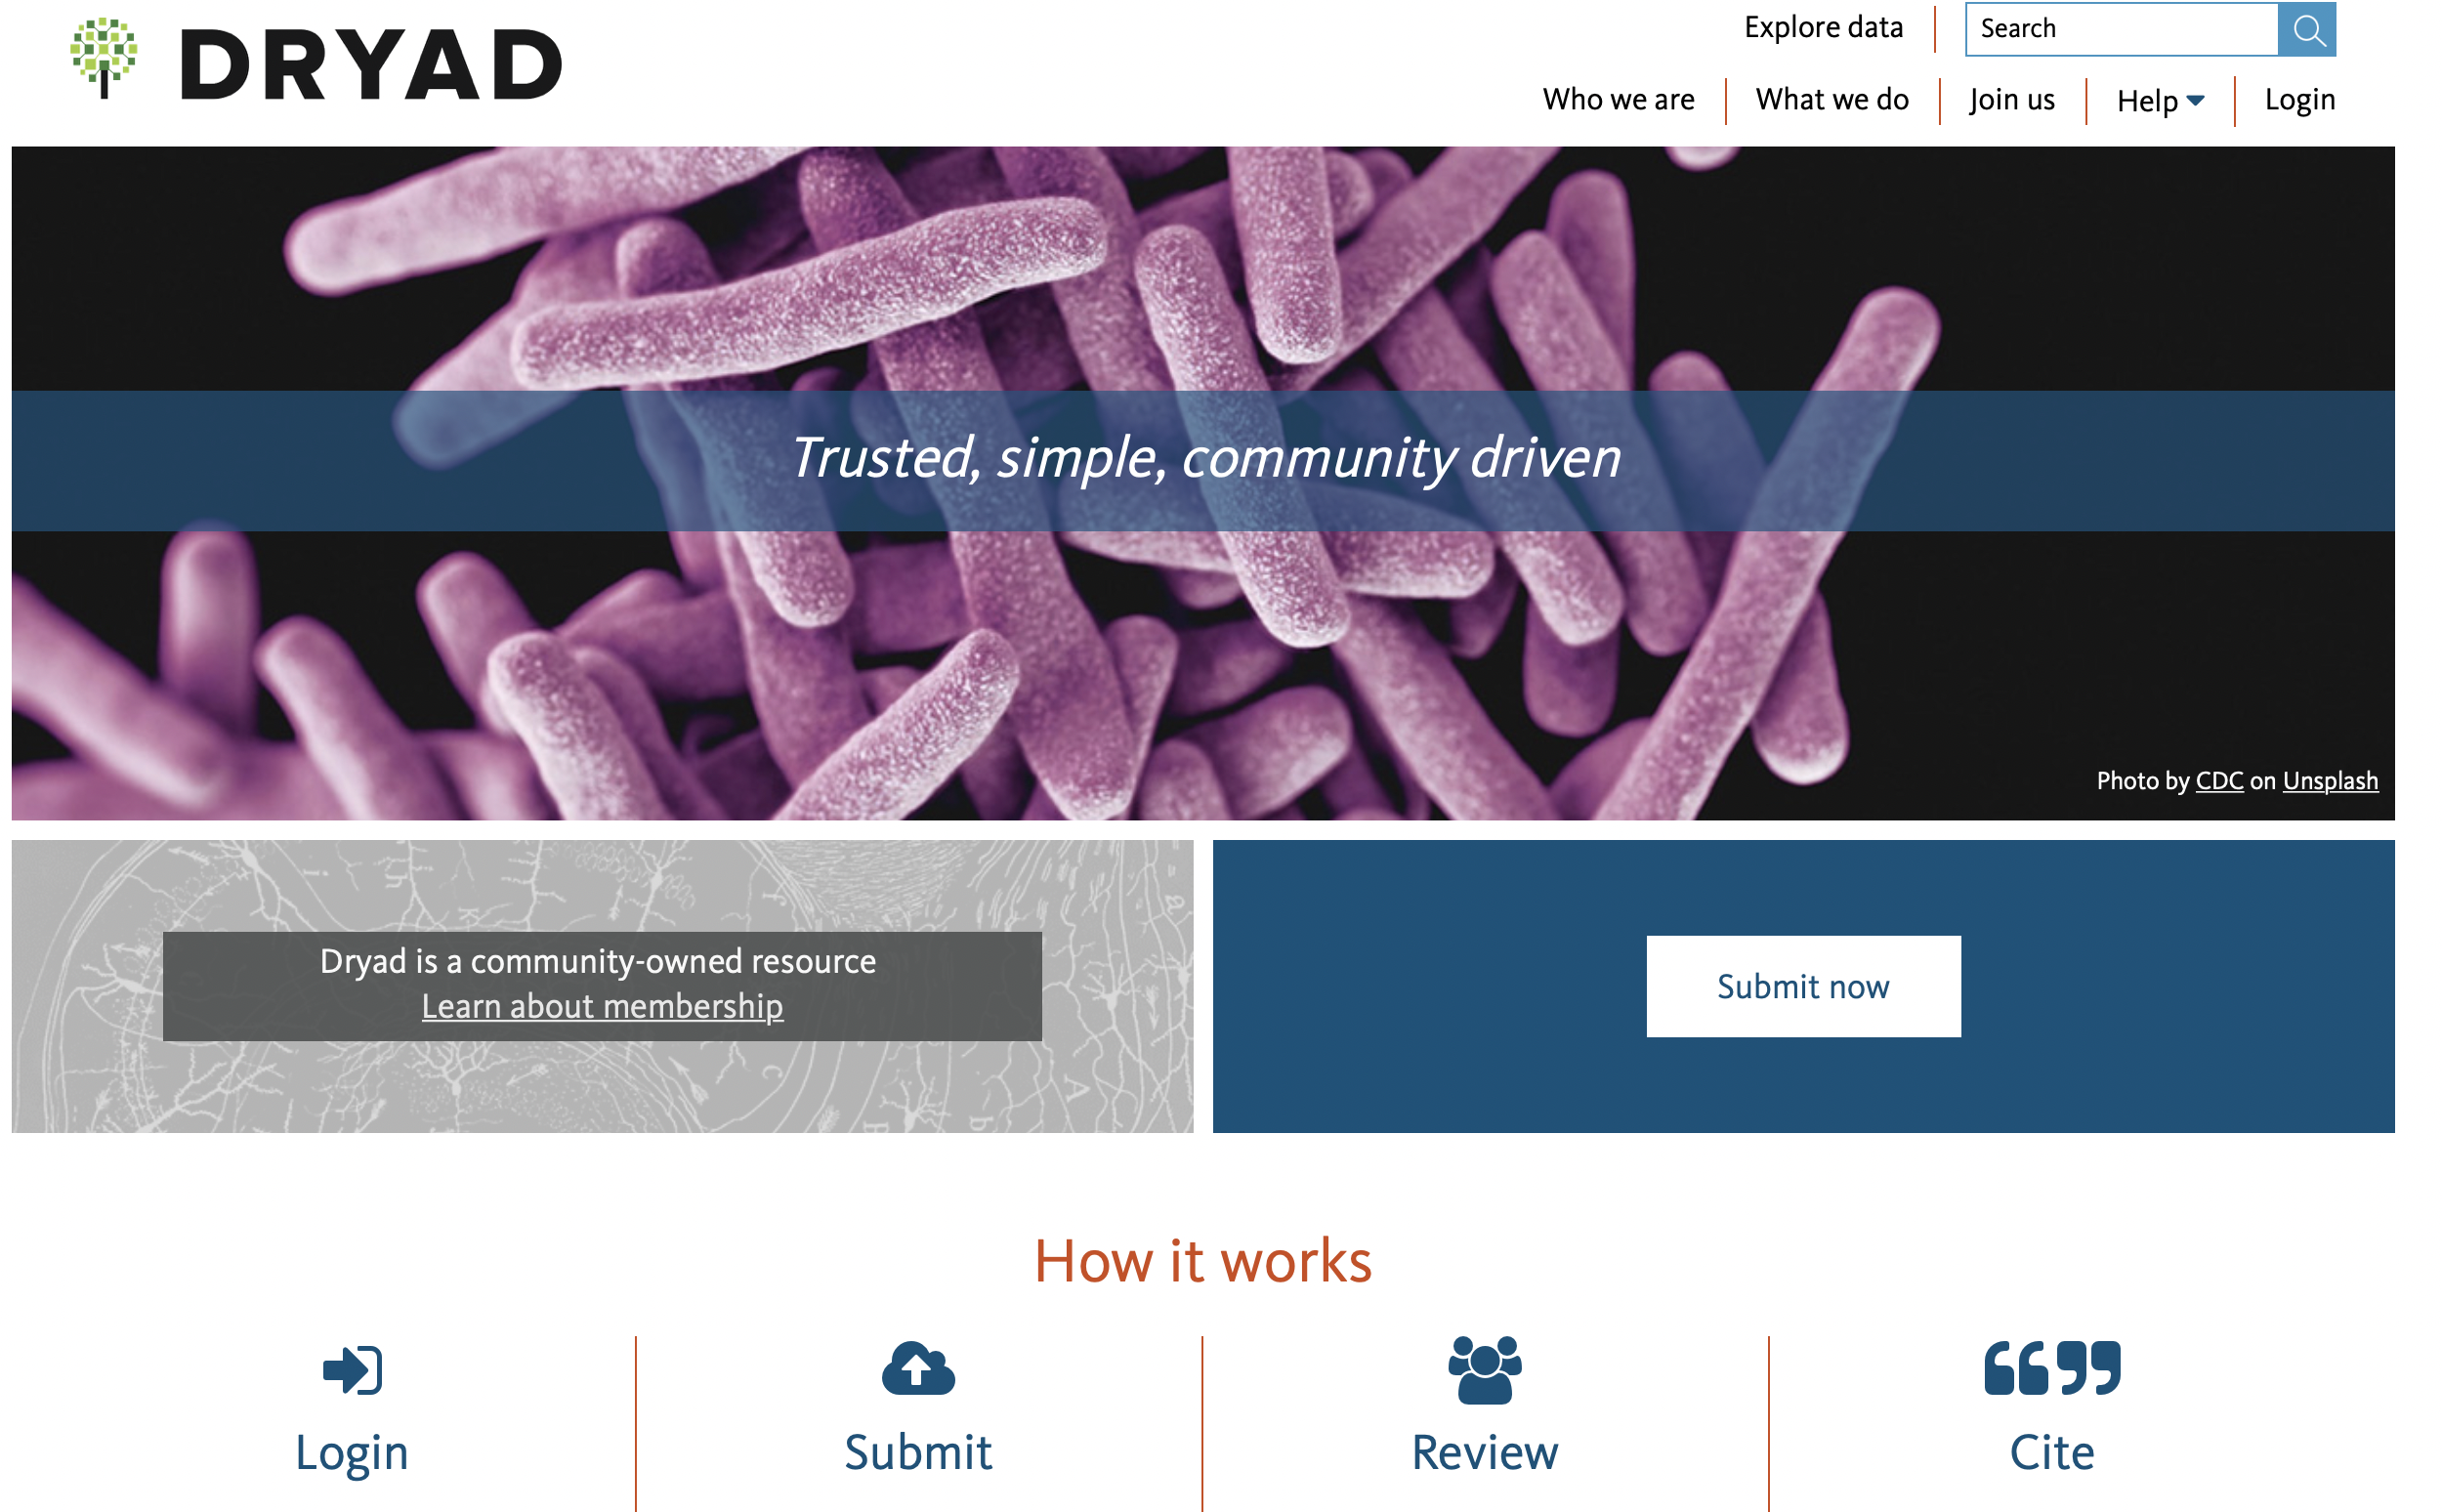 DRYAD
Explore data
Search
Who we are
What we do
Join us
Help
Login
Trusted, simple, community driven
Photo by CDC on Unsplash
Dryad is a community-owned resource
Learn about membership
Submit now
How it works
Login
Submit
Review
Cite